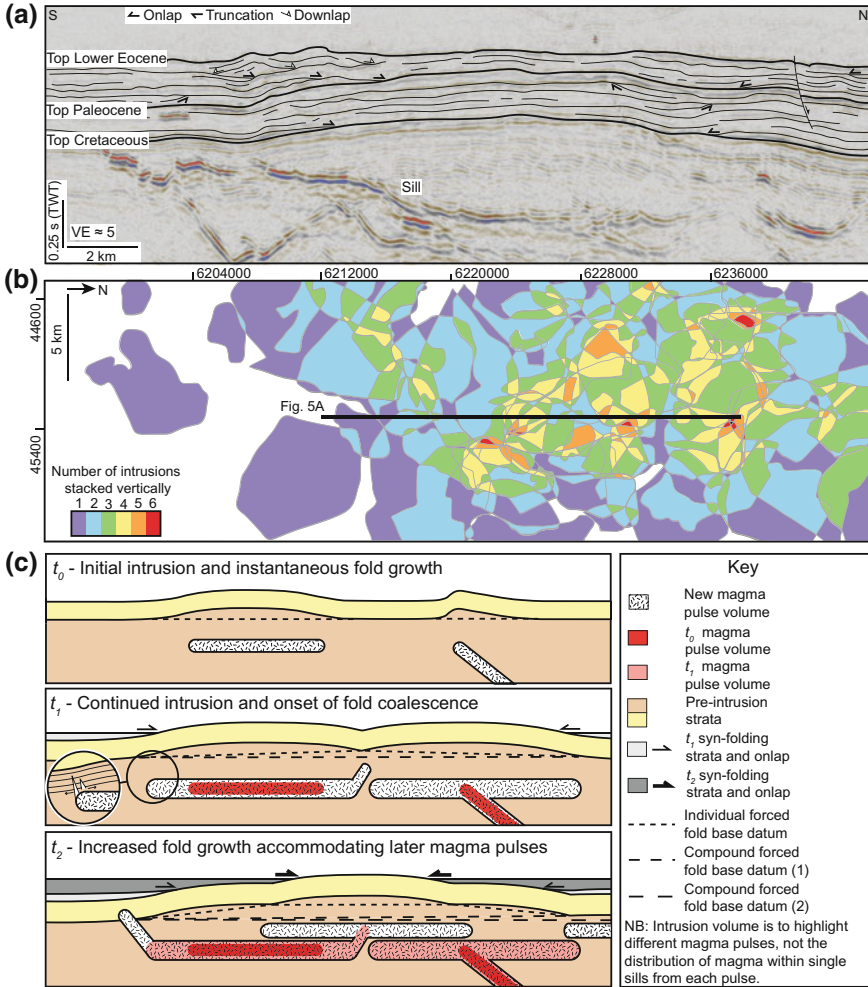 (a)
S
Onlap Truncation Downlap
N
Top Lower Eocene
Top Paleocene
Top Cretaceous
Sill
0.25 s (TWT)
VE ≈ 5
2 km
(b)
6204000 6212000 6220000 6228000 6236000
N
5 km
44600
45400
Fig. 5A
Number of intrusions
stacked vertically
1 2 3 4 5 6
(c)
t0 - Initial intrusion and instantaneous fold growth
t1 - Continued intrusion and onset of fold coalescence
t2 - Increased fold growth accommodating later magma pulses
Key
New magma
pulse volume
t0 magma
pulse volume
t1 magma
pulse volume
Pre-intrusion
strata
t1 syn-folding
strata and onlap
t2 syn-folding
strata and onlap
Individual forced
fold base datum
Compound forced
fold base datum (1)
Compound forced
fold base datum (2)
NB: Intrusion volume is to highlight
different magma pulses, not the
distribution of magma within single
sills from each pulse.